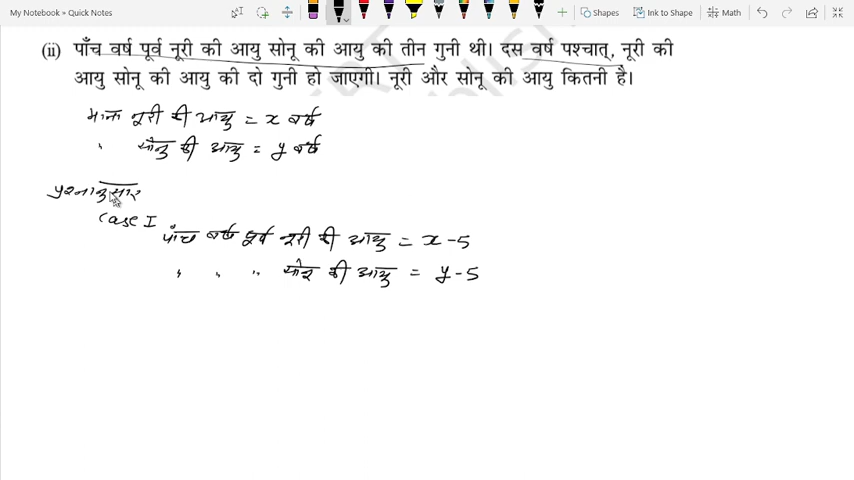 My Notebook » Quick Notes
Shapes
Ink to Shape
Math
(ii) पाँच वर्ष पूर्व नूरी की आयु सोनू की आयु की तीन गुनी थी। दस वर्ष पश्चात्, नूरी की
आयु सोनू की आयु की दो गुनी हो जाएगी। नूरी और सोनू की आयु कितनी है।
माना नूरी की आयु = x वर्ष
" सोनू की आयु = y वर्ष
प्रश्नानुसार
Case I
पाँच वर्ष पूर्व नूरी की आयु = x - 5
" " " की आयु = y - 5